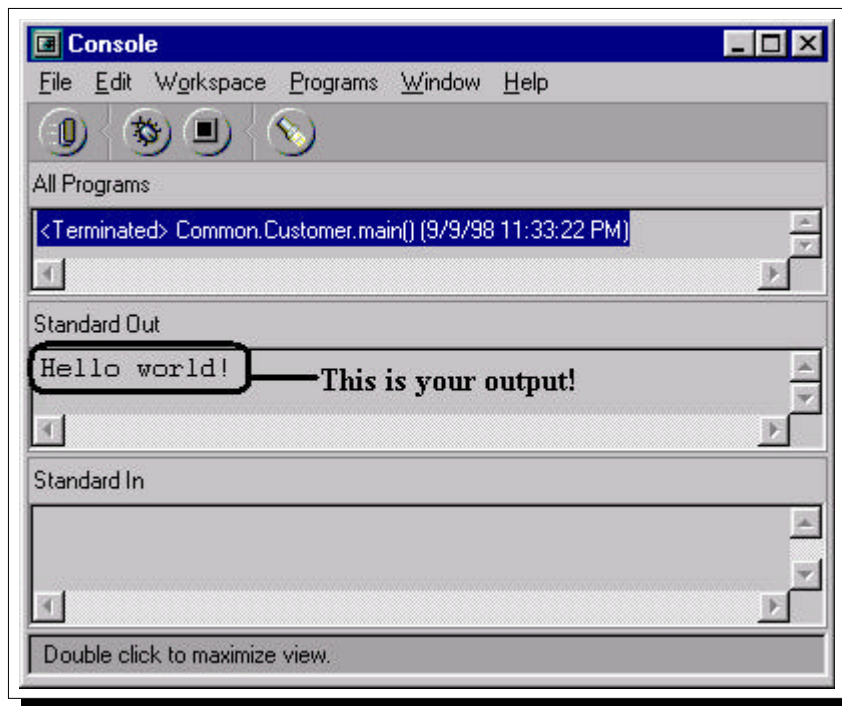 Console
File Edit Workspace Programs Window Help
All Programs
<Terminated> Common.Customer.main() (9/9/98 11:33:22 PM)
Standard Out
Hello world! This is your output!
Standard In
Double click to maximize view.